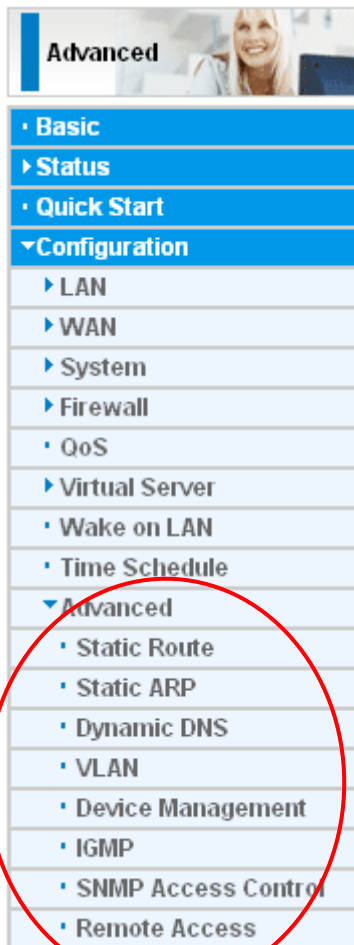 Advanced
Basic
Status
Quick Start
Configuration
LAN
WAN
System
Firewall
QoS
Virtual Server
Wake on LAN
Time Schedule
Advanced
Static Route
Static ARP
Dynamic DNS
VLAN
Device Management
IGMP
SNMP Access Control
Remote Access